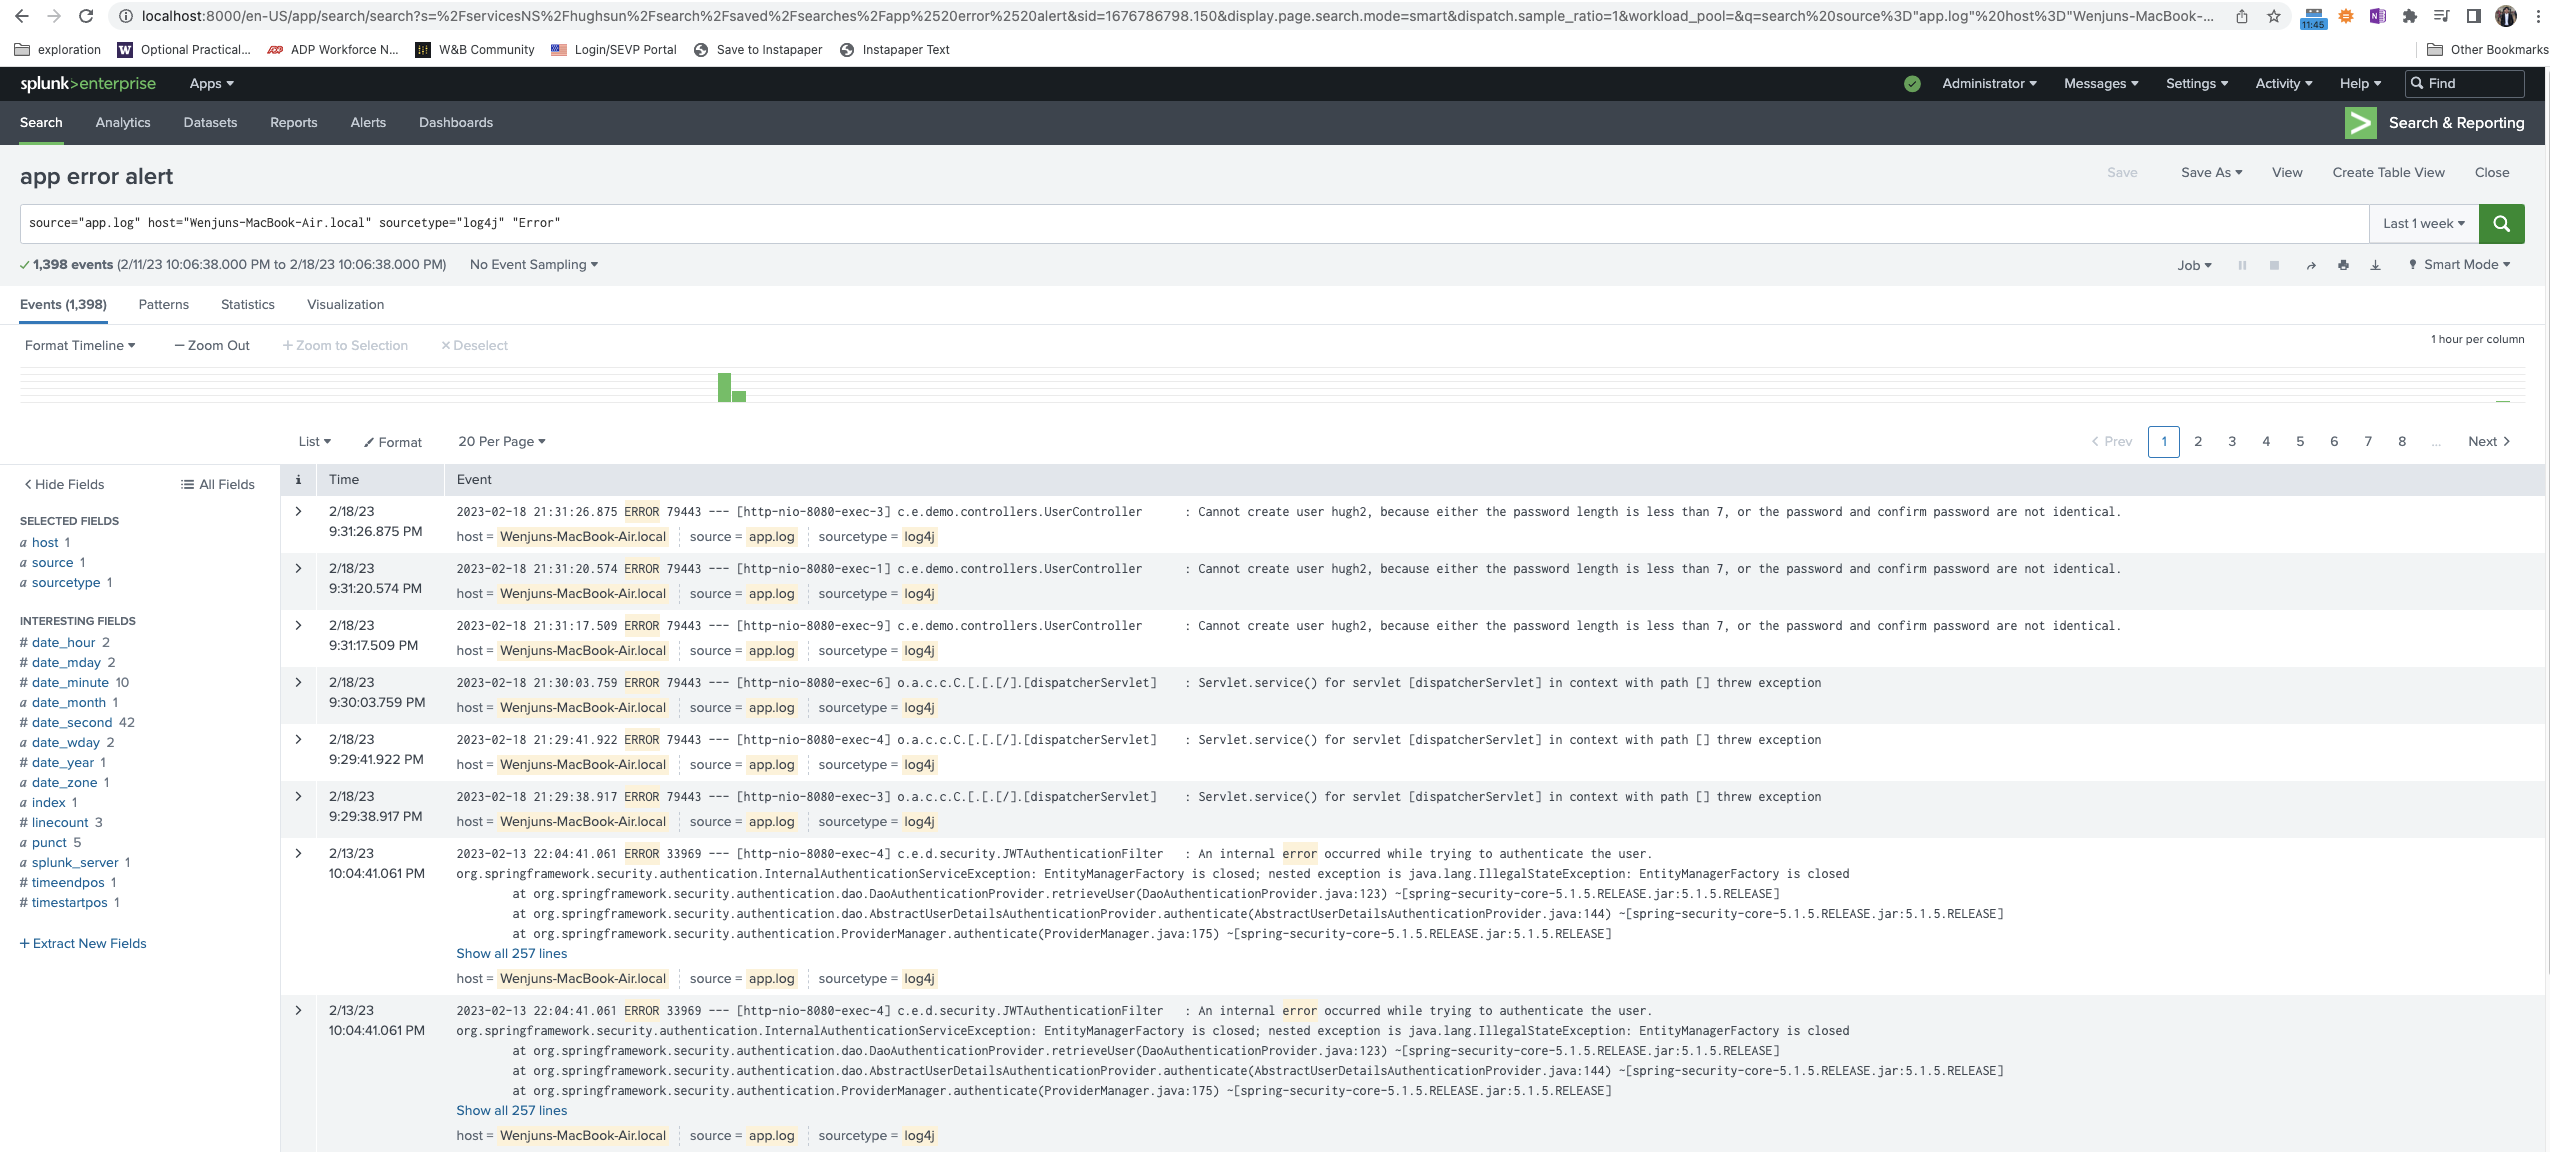 localhost:8000/en-US/app/search/search?s=%2FservicesNS%2Fhughsun%2Fsearch%2Fsaved%2Fsearches%2Fapp%2520error%2520alert&sid=1676786798.150&display.page.search.mode=smart&dispatch.sample_ratio=1&workload_pool=&q=search%20source%3D"app.log"%20host%3D"Wenjuns-MacBook-... 11:45
exploration Optional Practical... ADP Workforce N... W&B Community Login/SEVP Portal Save to Instapaper Instapaper Text Other Bookmarks
splunk>enterprise Apps Administrator Messages Settings Activity Help Find
Search Analytics Datasets Reports Alerts Dashboards Search & Reporting
app error alert Save Save As View Create Table View Close
source="app.log" host="Wenjuns-MacBook-Air.local" sourcetype="log4j" "Error" Last 1 week
1,398 events (2/11/23 10:06:38.000 PM to 2/18/23 10:06:38.000 PM) No Event Sampling Job Smart Mode
Events (1,398) Patterns Statistics Visualization
Format Timeline — Zoom Out + Zoom to Selection × Deselect 1 hour per column
List Format 20 Per Page < Prev 1 2 3 4 5 6 7 8 ... Next >
< Hide Fields All Fields
SELECTED FIELDS
a host 1
a source 1
a sourcetype 1
INTERESTING FIELDS
# date_hour 2
# date_mday 2
# date_minute 10
a date_month 1
# date_second 42
a date_wday 2
# date_year 1
a date_zone 1
a index 1
# linecount 3
a punct 5
a splunk_server 1
# timeendpos 1
# timestartpos 1
+ Extract New Fields
i Time Event
2/18/23 9:31:26.875 PM
2023-02-18 21:31:26.875 ERROR 79443 --- [http-nio-8080-exec-3] c.e.demo.controllers.UserController : Cannot create user hugh2, because either the password length is less than 7, or the password and confirm password are not identical.
host = Wenjuns-MacBook-Air.local source = app.log sourcetype = log4j
2/18/23 9:31:20.574 PM
2023-02-18 21:31:20.574 ERROR 79443 --- [http-nio-8080-exec-1] c.e.demo.controllers.UserController : Cannot create user hugh2, because either the password length is less than 7, or the password and confirm password are not identical.
host = Wenjuns-MacBook-Air.local source = app.log sourcetype = log4j
2/18/23 9:31:17.509 PM
2023-02-18 21:31:17.509 ERROR 79443 --- [http-nio-8080-exec-9] c.e.demo.controllers.UserController : Cannot create user hugh2, because either the password length is less than 7, or the password and confirm password are not identical.
host = Wenjuns-MacBook-Air.local source = app.log sourcetype = log4j
2/18/23 9:30:03.759 PM
2023-02-18 21:30:03.759 ERROR 79443 --- [http-nio-8080-exec-6] o.a.c.c.C.[.[.[/].[dispatcherServlet] : Servlet.service() for servlet [dispatcherServlet] in context with path [] threw exception
host = Wenjuns-MacBook-Air.local source = app.log sourcetype = log4j
2/18/23 9:29:41.922 PM
2023-02-18 21:29:41.922 ERROR 79443 --- [http-nio-8080-exec-4] o.a.c.c.C.[.[.[/].[dispatcherServlet] : Servlet.service() for servlet [dispatcherServlet] in context with path [] threw exception
host = Wenjuns-MacBook-Air.local source = app.log sourcetype = log4j
2/18/23 9:29:38.917 PM
2023-02-18 21:29:38.917 ERROR 79443 --- [http-nio-8080-exec-3] o.a.c.c.C.[.[.[/].[dispatcherServlet] : Servlet.service() for servlet [dispatcherServlet] in context with path [] threw exception
host = Wenjuns-MacBook-Air.local source = app.log sourcetype = log4j
2/13/23 10:04:41.061 PM
2023-02-13 22:04:41.061 ERROR 33969 --- [http-nio-8080-exec-4] c.e.d.security.JWTAuthenticationFilter : An internal error occurred while trying to authenticate the user.
org.springframework.security.authentication.InternalAuthenticationServiceException: EntityManagerFactory is closed; nested exception is java.lang.IllegalStateException: EntityManagerFactory is closed
at org.springframework.security.authentication.dao.DaoAuthenticationProvider.retrieveUser(DaoAuthenticationProvider.java:123) ~[spring-security-core-5.1.5.RELEASE.jar:5.1.5.RELEASE]
at org.springframework.security.authentication.dao.AbstractUserDetailsAuthenticationProvider.authenticate(AbstractUserDetailsAuthenticationProvider.java:144) ~[spring-security-core-5.1.5.RELEASE.jar:5.1.5.RELEASE]
at org.springframework.security.authentication.ProviderManager.authenticate(ProviderManager.java:175) ~[spring-security-core-5.1.5.RELEASE.jar:5.1.5.RELEASE]
Show all 257 lines
host = Wenjuns-MacBook-Air.local source = app.log sourcetype = log4j
2/13/23 10:04:41.061 PM
2023-02-13 22:04:41.061 ERROR 33969 --- [http-nio-8080-exec-4] c.e.d.security.JWTAuthenticationFilter : An internal error occurred while trying to authenticate the user.
org.springframework.security.authentication.InternalAuthenticationServiceException: EntityManagerFactory is closed; nested exception is java.lang.IllegalStateException: EntityManagerFactory is closed
at org.springframework.security.authentication.dao.DaoAuthenticationProvider.retrieveUser(DaoAuthenticationProvider.java:123) ~[spring-security-core-5.1.5.RELEASE.jar:5.1.5.RELEASE]
at org.springframework.security.authentication.dao.AbstractUserDetailsAuthenticationProvider.authenticate(AbstractUserDetailsAuthenticationProvider.java:144) ~[spring-security-core-5.1.5.RELEASE.jar:5.1.5.RELEASE]
at org.springframework.security.authentication.ProviderManager.authenticate(ProviderManager.java:175) ~[spring-security-core-5.1.5.RELEASE.jar:5.1.5.RELEASE]
Show all 257 lines
host = Wenjuns-MacBook-Air.local source = app.log sourcetype = log4j